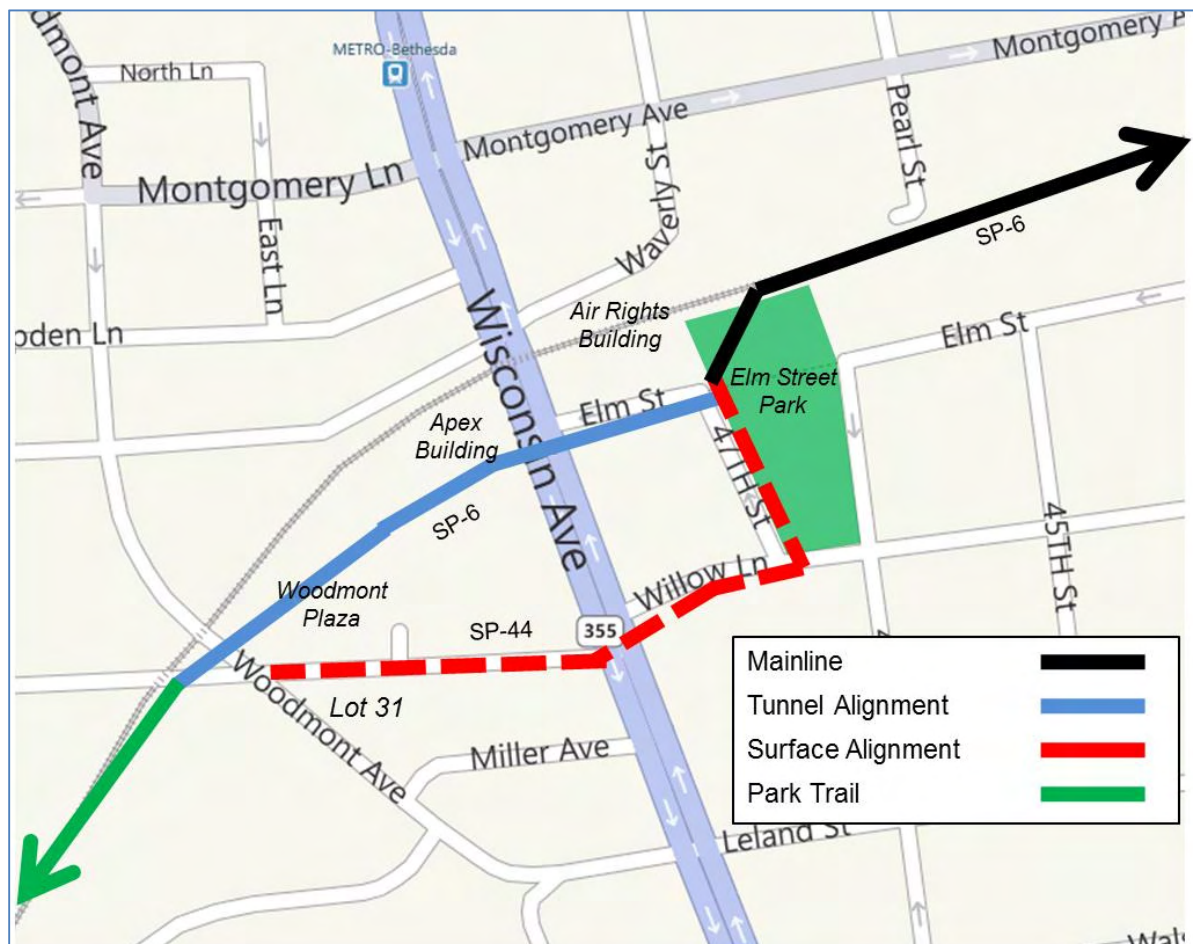 dmont Ave
North Ln
METRO-Bethesda
Montgomery Ln
Montgomery Ave
Montgomery A
Pearl St
East Ln
Waverly St
SP-6
Air Rights
Building
Wisconsin Ave
Elm St
Elm St
Elm Street
Park
oden Ln
Apex
Building
47TH St
SP-6
45TH St
Woodmont
Plaza
Willow Ln
SP-44
355
Woodmont Ave
Lot 31
Miller Ave
Leland St
Mainline
Tunnel Alignment
Surface Alignment
Park Trail